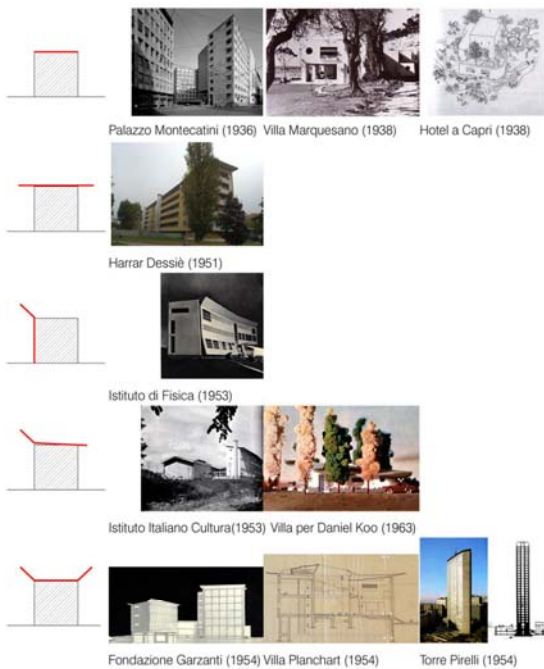 Palazzo Montecatini (1936) Villa Marquesano (1938) Hotel a Capri (1938)
Harrar Dessiè (1951)
Istituto di Fisica (1953)
Istituto Italiano Cultura(1953) Villa per Daniel Koo (1963)
Fondazione Garzanti (1954) Villa Planchart (1954) Torre Pirelli (1954)